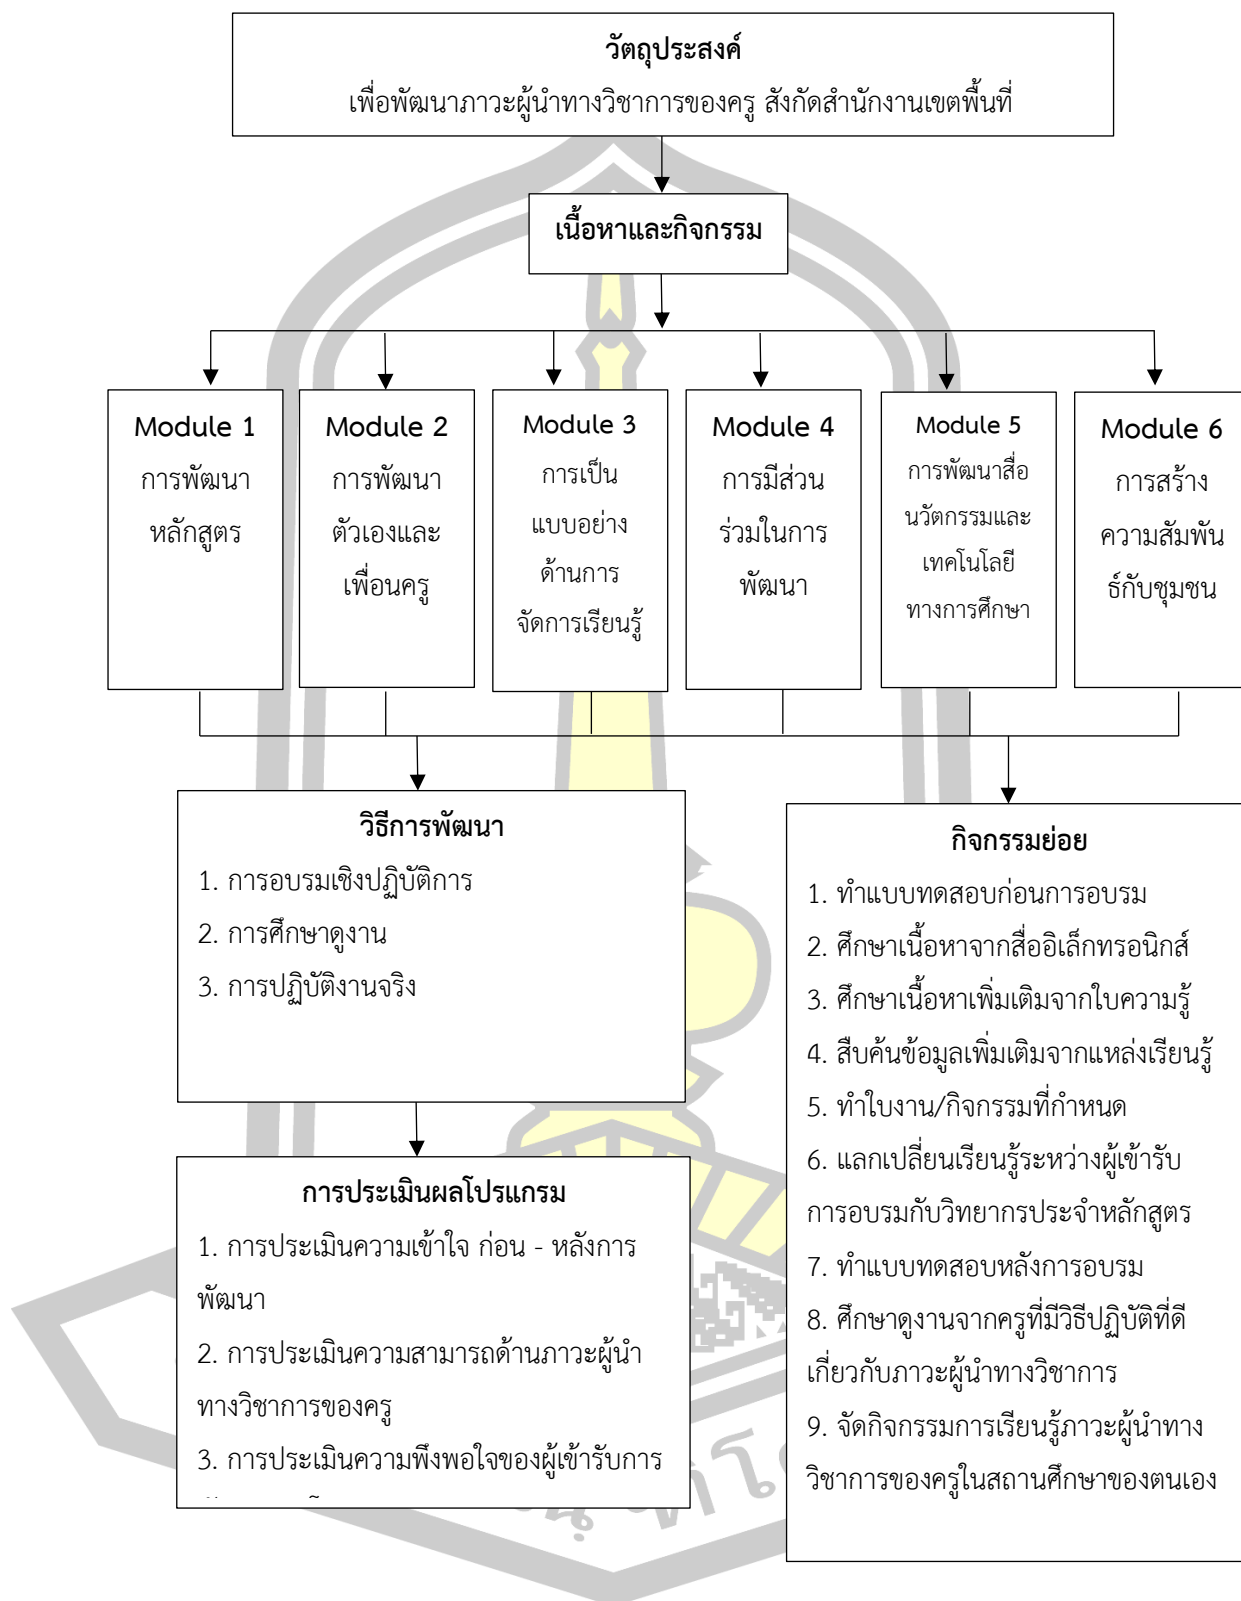 วัตถุประสงค์
เพื่อพัฒนาภาวะผู้นำทางวิชาการของครู สังกัดสำนักงานเขตพื้นที่
เนื้อหาและกิจกรรม
Module 1
การพัฒนา
หลักสูตร
Module 2
การพัฒนา
ตัวเองและ
เพื่อนครู
Module 3
การเป็น
แบบอย่าง
ด้านการ
จัดการเรียนรู้
Module 4
การมีส่วน
ร่วมในการ
พัฒนา
Module 5
การพัฒนาสื่อ
นวัตกรรมและ
เทคโนโลยี
ทางการศึกษา
Module 6
การสร้าง
ความสัมพัน
ธ์กับชุมชน
วิธีการพัฒนา
1. การอบรมเชิงปฏิบัติการ
2. การศึกษาดูงาน
3. การปฏิบัติงานจริง
การประเมินผลโปรแกรม
1. การประเมินความเข้าใจ ก่อน - หลังการ
พัฒนา
2. การประเมินความสามารถด้านภาวะผู้นำ
ทางวิชาการของครู
3. การประเมินความพึงพอใจของผู้เข้ารับการ
กิจกรรมย่อย
1. ทำแบบทดสอบก่อนการอบรม
2. ศึกษาเนื้อหาจากสื่ออิเล็กทรอนิกส์
3. ศึกษาเนื้อหาเพิ่มเติมจากใบความรู้
4. สืบค้นข้อมูลเพิ่มเติมจากแหล่งเรียนรู้
5. ทำใบงาน/กิจกรรมที่กำหนด
6. แลกเปลี่ยนเรียนรู้ระหว่างผู้เข้ารับ
การอบรมกับวิทยากรประจำหลักสูตร
7. ทำแบบทดสอบหลังการอบรม
8. ศึกษาดูงานจากครูที่มีวิธีปฏิบัติที่ดี
เกี่ยวกับภาวะผู้นำทางวิชาการ
9. จัดกิจกรรมการเรียนรู้ภาวะผู้นำทาง
วิชาการของครูในสถานศึกษาของตนเอง